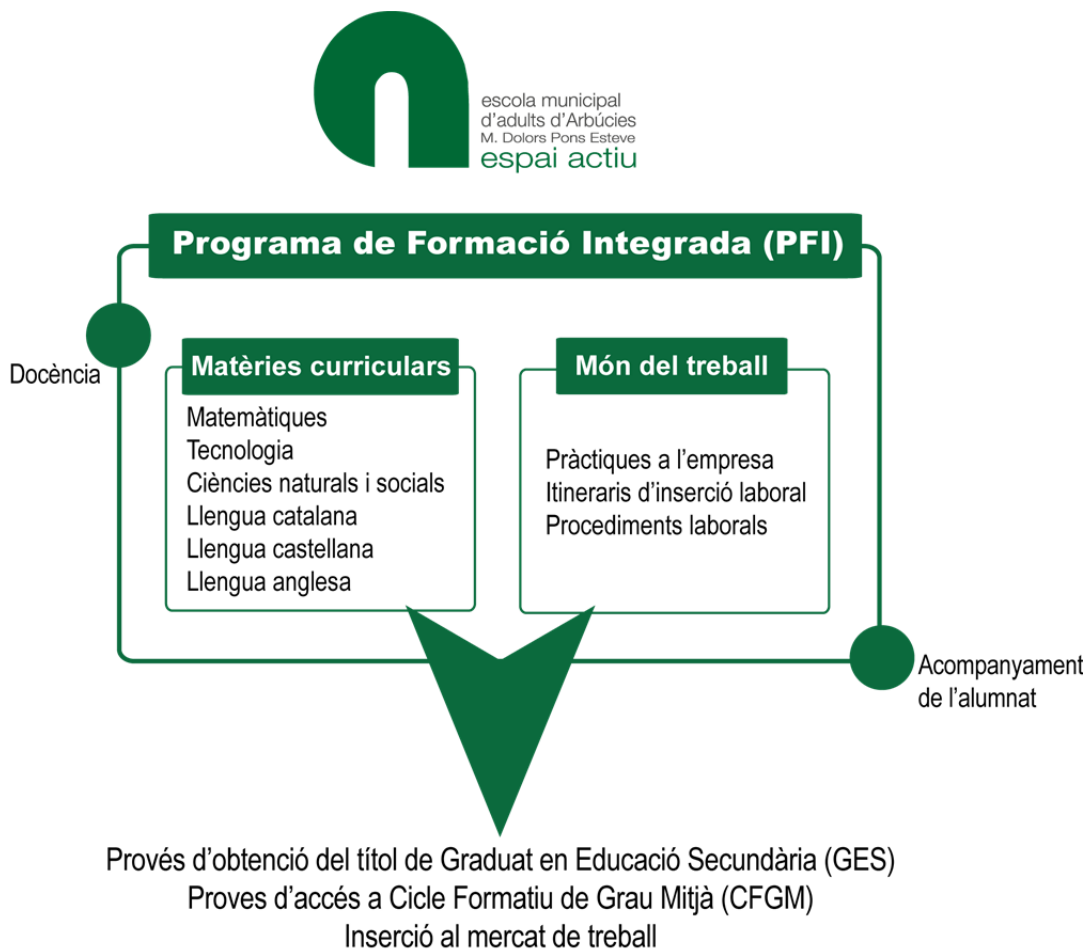 escola municipal
d'adults d'Arbúcies
M. Dolors Pons Esteve
espai actiu
Programa de Formació Integrada (PFI)
Docència
Matèries curriculars
Matemàtiques
Tecnologia
Ciències naturals i socials
Llengua catalana
Llengua castellana
Llengua anglesa
Món del treball
Pràctiques a l'empresa
Itineraris d'inserció laboral
Procediments laborals
Acompanyament
de l'alumnat
Provés d'obtenció del títol de Graduat en Educació Secundària (GES)
Proves d'accés a Cicle Formatiu de Grau Mitjà (CFGM)
Inserció al mercat de treball